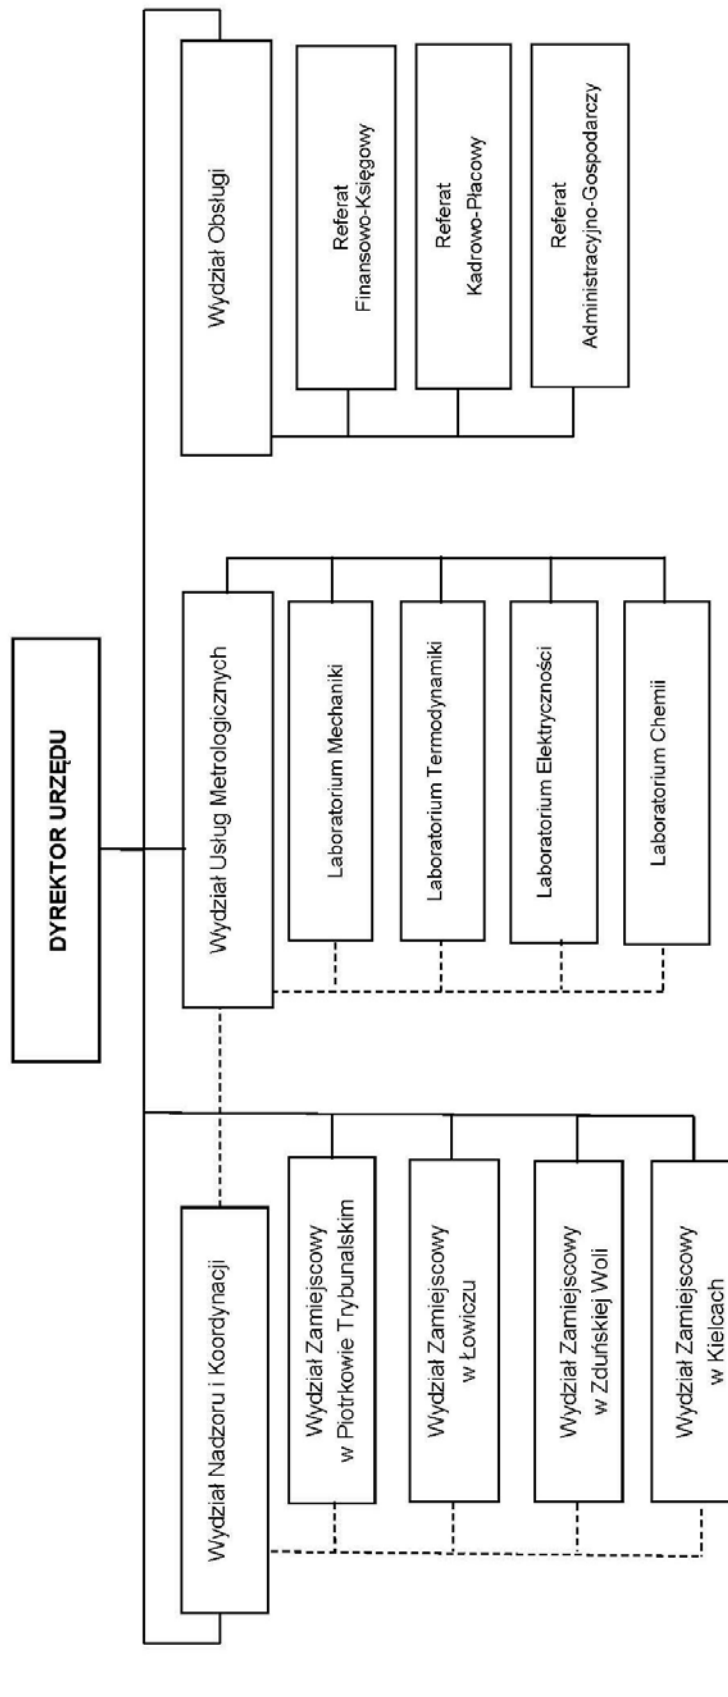 DYREKTOR URZĘDU
Wydział Nadzoru i Koordynacji
Wydział Zamiejscowy
w Piotrkowie Trybunalskim
Wydział Zamiejscowy
w Łowiczu
Wydział Zamiejscowy
w Zduńskiej Woli
Wydział Zamiejscowy
w Kielcach
Wydział Usług Metrologicznych
Laboratorium Mechaniki
Laboratorium Termodynamiki
Laboratorium Elektryczności
Laboratorium Chemii
Wydział Obsługi
Referat
Finansowo-Księgowy
Referat
Kadrowo-Płacowy
Referat
Administracyjno-Gospodarczy